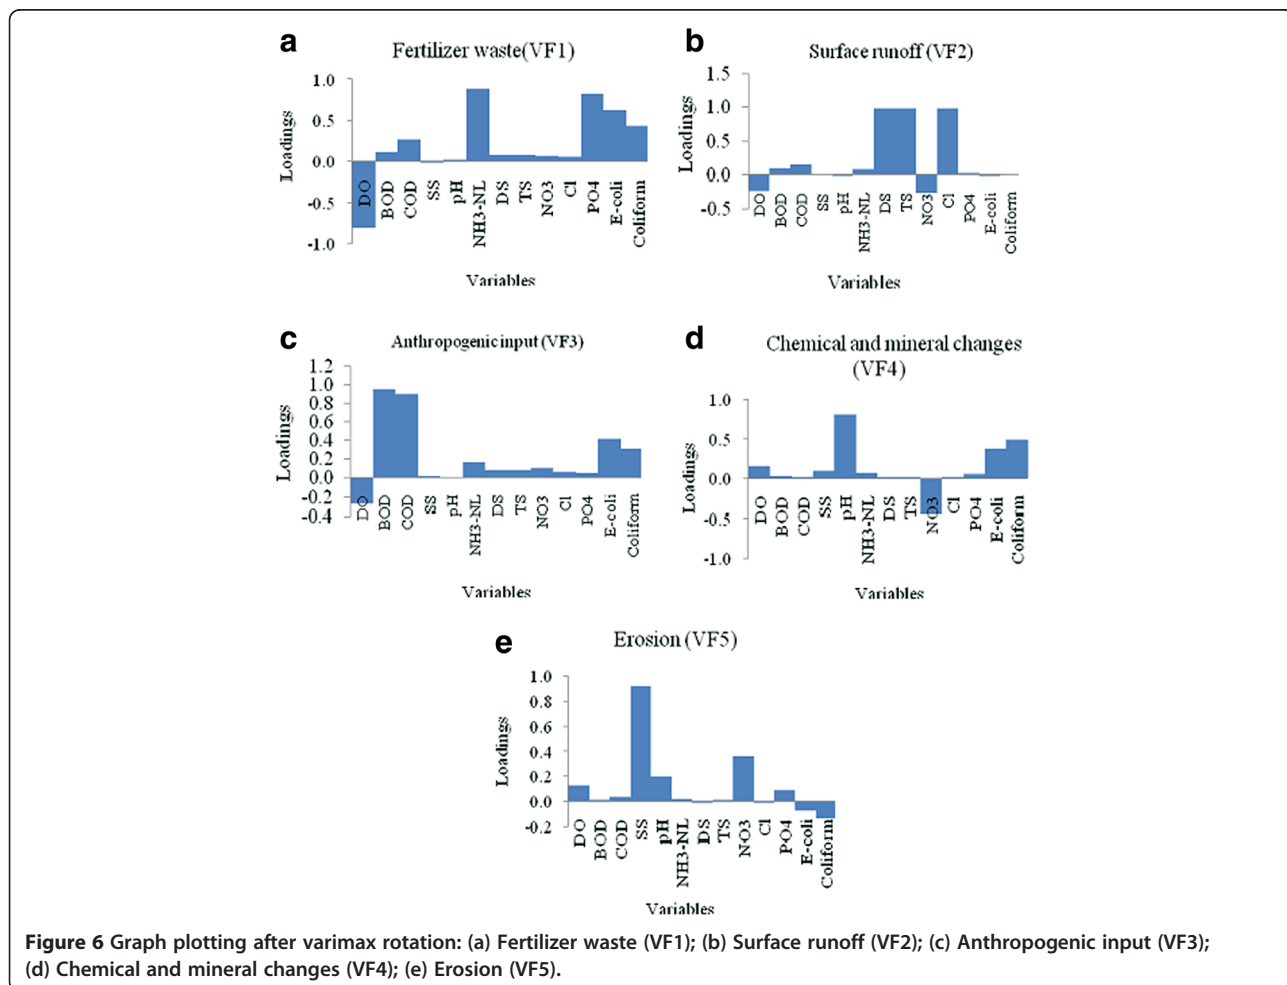 a
Fertilizer waste(VF1)
1.0
0.5
0.0
-0.5
-1.0
Loadings
DO
BOD
COD
SS
pH
NH3-NL
DS
TS
NO3
Cl
PO4
E-coli
Coliform
Variables
b
Surface runoff (VF2)
1.5
1.0
0.5
0.0
-0.5
Loadings
DO
BOD
COD
SS
pH
NH3-NL
DS
TS
NO3
Cl
PO4
E-coli
Coliform
Variables
c
Anthropogenic input (VF3)
1.2
1.0
0.8
0.6
0.4
0.2
0.0
-0.2
-0.4
Loadings
DO
BOD
COD
SS
pH
NH3-NL
DS
TS
NO3
Cl
PO4
E-coli
Coliform
Variables
d
Chemical and mineral changes
(VF4)
1.0
0.5
0.0
-0.5
-1.0
Loadings
DO
BOD
COD
SS
pH
NH3-NL
DS
TS
NO3
Cl
PO4
E-coli
Coliform
Variables
e
Erosion (VF5)
1.0
0.8
0.6
0.4
0.2
0.0
-0.2
Loadings
DO
BOD
COD
SS
pH
NH3-NL
DS
TS
NO3
Cl
PO4
E-coli
Coliform
Variables
Figure 6 Graph plotting after varimax rotation: (a) Fertilizer waste (VF1); (b) Surface runoff (VF2); (c) Anthropogenic input (VF3);
(d) Chemical and mineral changes (VF4); (e) Erosion (VF5).